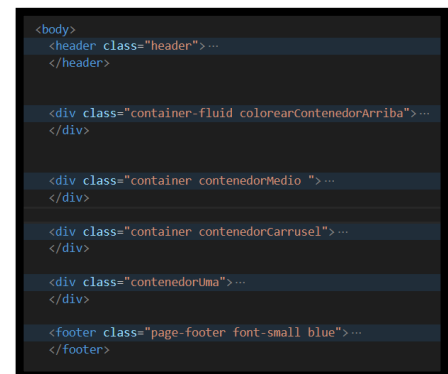 <body>
<header class="header">···
</header>
<div class="container-fluid colorearContenedorArriba">···
</div>
<div class="container contenedorMedio ">···
</div>
<div class="container contenedorCarrusel">···
</div>
<div class="contenedorUma">···
</div>
<footer class="page-footer font-small blue">···
</footer>